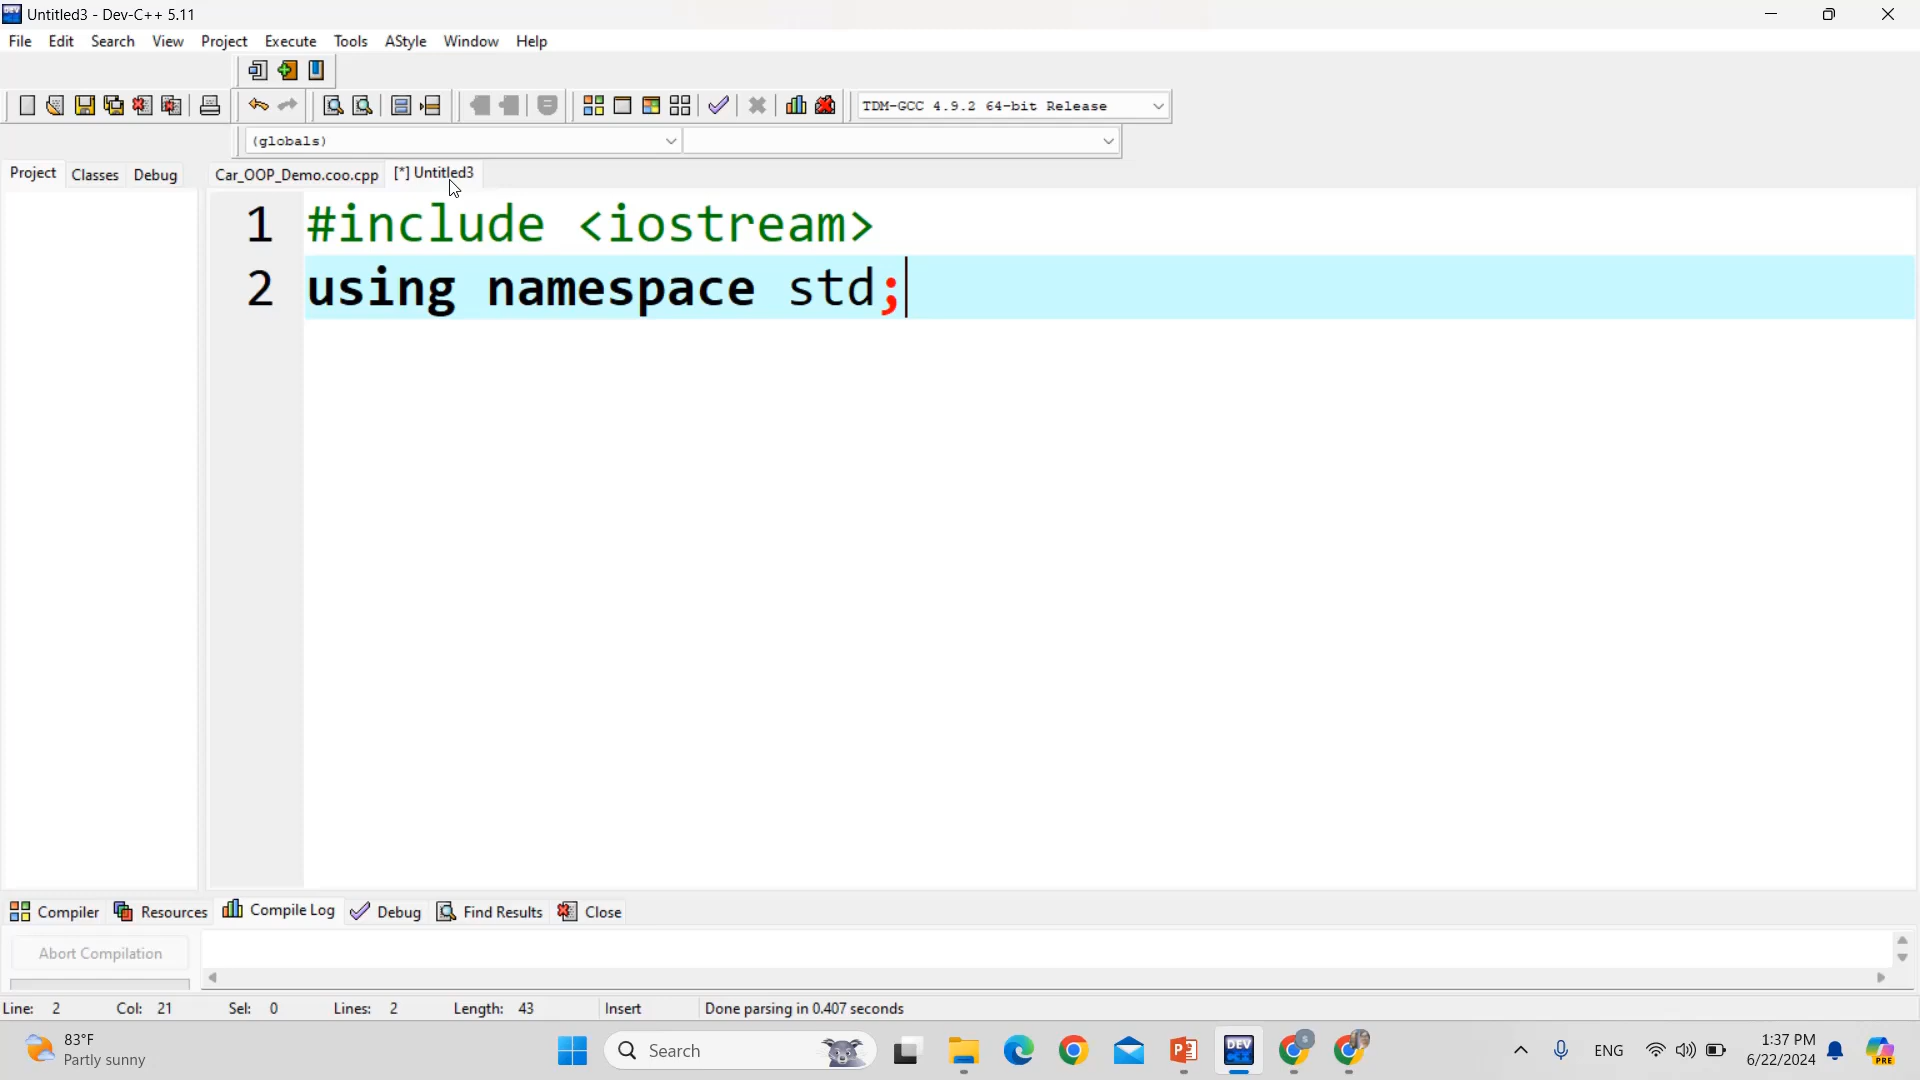 Untitled3 - Dev-C++ 5.11
File Edit Search View Project Execute Tools AStyle Window Help
TDM-GCC 4.9.2 64-bit Release
(globals)
Project Classes Debug
Car_OOP_Demo.coo.cpp [*] Untitled3
1 #include <iostream>
2 using namespace std;
Compiler Resources Compile Log Debug Find Results Close
Abort Compilation
Line: 2 Col: 21 Sel: 0 Lines: 2 Length: 43 Insert Done parsing in 0.407 seconds
83°F
Partly sunny
Search
DEV
ENG
1:37 PM
6/22/2024
PRE